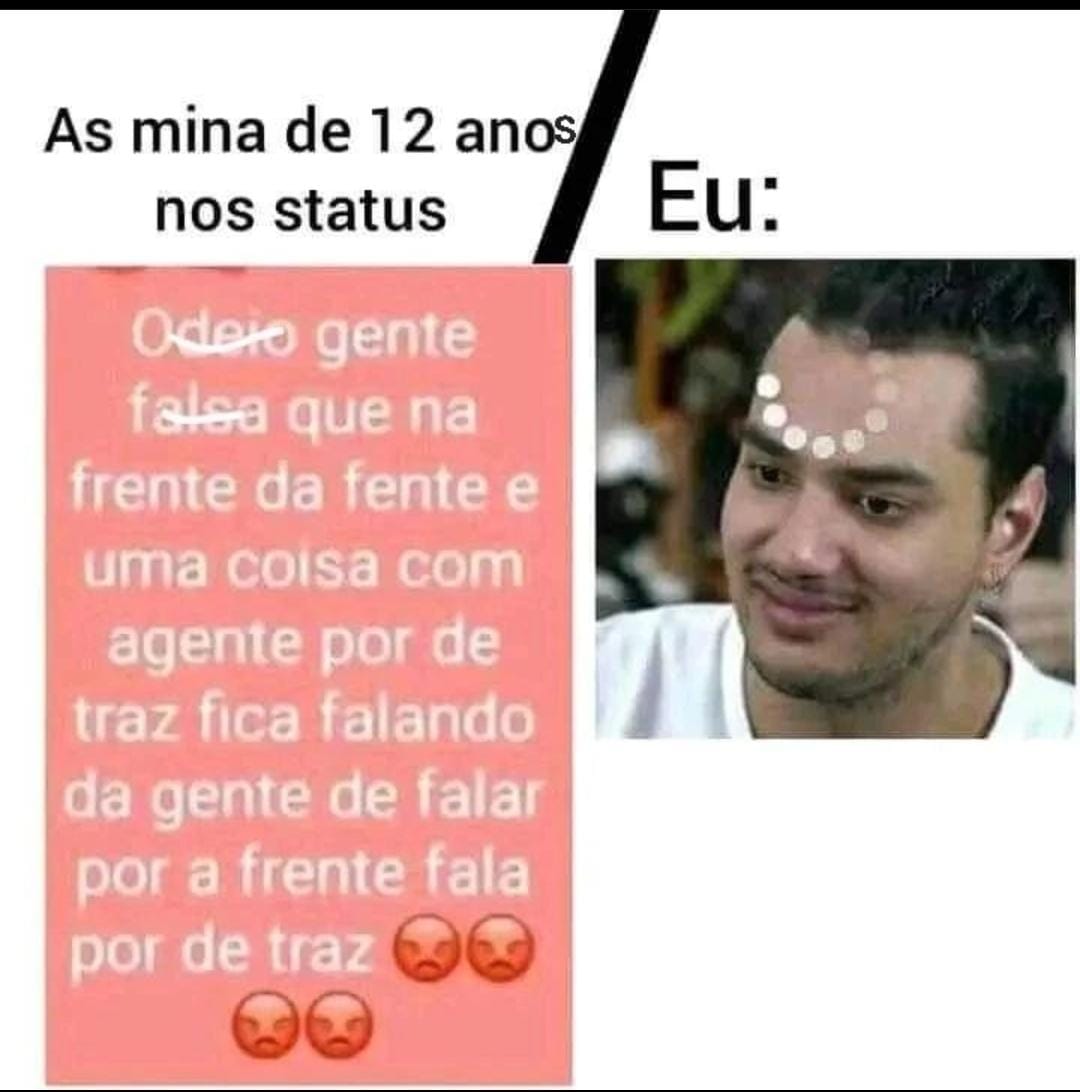 As mina de 12 anos
nos status
Eu:
Odeio gente
falsa que na
frente da fente e
uma coisa com
agente por de
traz fica falando
da gente de falar
por a frente fala
por de traz 😡😡
😡😡